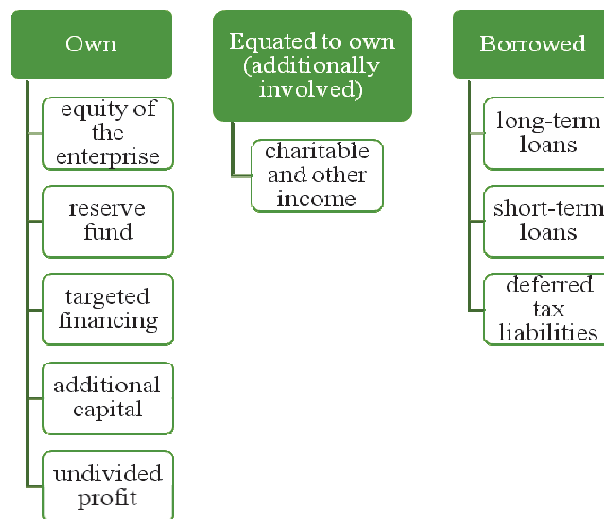 Own
equity of
the
enterprise
reserve
fund
targeted
financing
additional
capital
undivided
profit
Equated to own
(additionally
involved)
charitable
and other
income
Borrowed
long-term
loans
short-term
loans
deferred
tax
liabilities